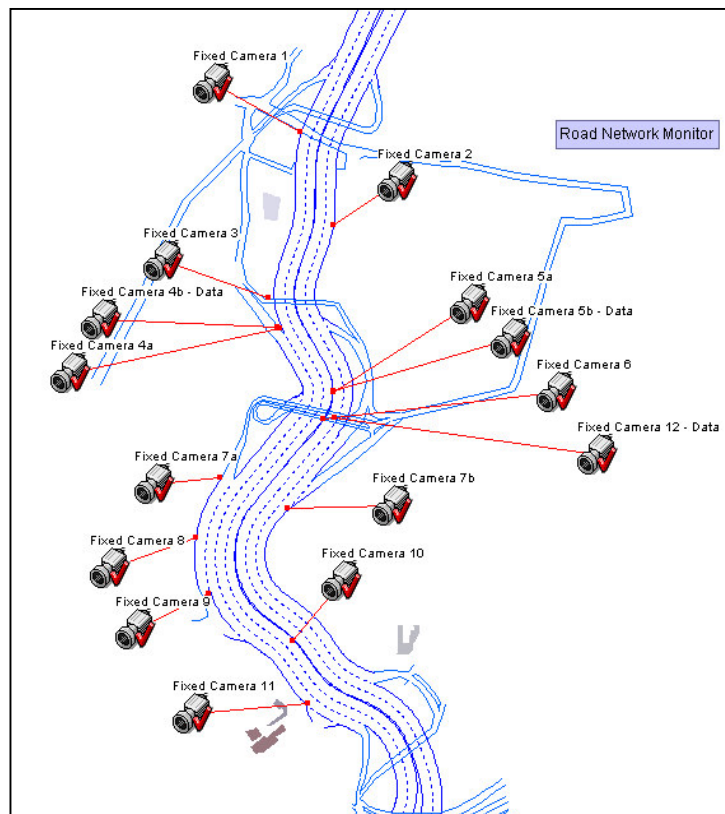 Fixed Camera 1
Road Network Monitor
Fixed Camera 2
Fixed Camera 3
Fixed Camera 5a
Fixed Camera 4b - Data
Fixed Camera 5b - Data
Fixed Camera 4a
Fixed Camera 6
Fixed Camera 12 - Data
Fixed Camera 7a
Fixed Camera 7b
Fixed Camera 8
Fixed Camera 10
Fixed Camera 9
Fixed Camera 11